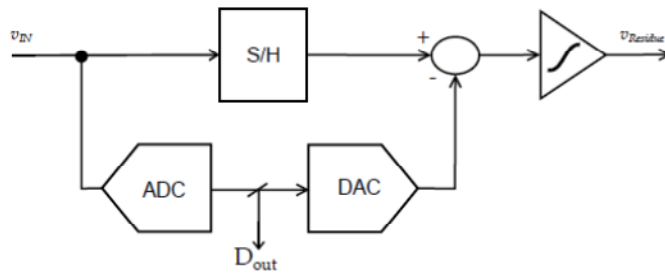 v_IN
S/H
+
v_Residue
-
ADC
DAC
D_out